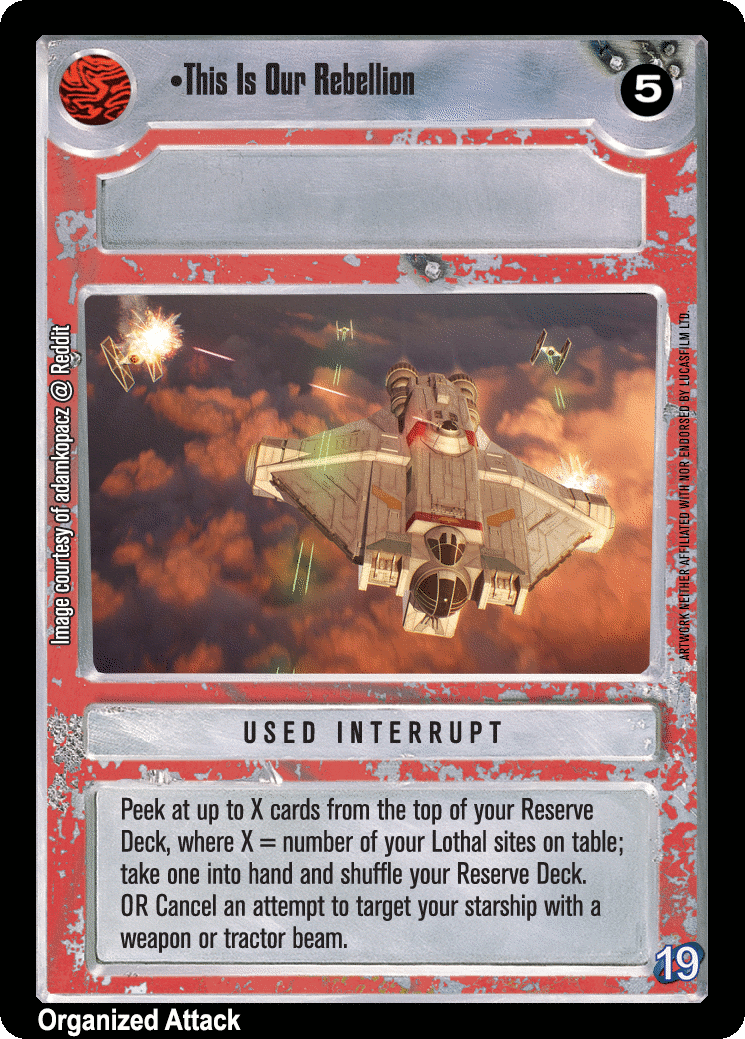 •This Is Our Rebellion
5
Image courtesy of adamkopacz @ Reddit
ARTWORK NEITHER AFFILIATED WITH NOR ENDORSED BY LUCASFILM LTD.
USED INTERRUPT
Peek at up to X cards from the top of your Reserve
Deck, where X = number of your Lothal sites on table;
take one into hand and shuffle your Reserve Deck.
OR Cancel an attempt to target your starship with a
weapon or tractor beam.
19
Organized Attack